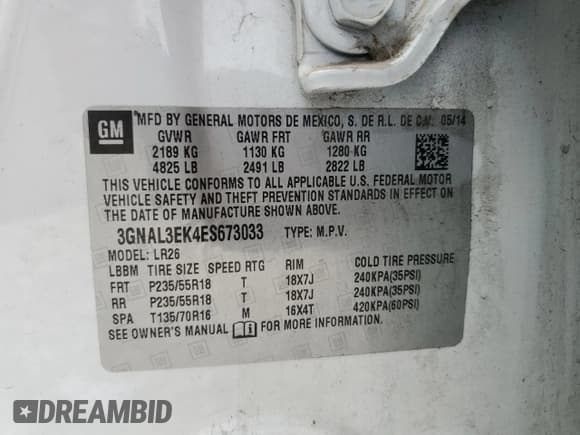 GM
MFD BY GENERAL MOTORS DE MEXICO, S. DE R.L. DE C.V. 05/14
GVWR GAWR FRT GAWR RR
2189 KG 1130 KG 1280 KG
4825 LB 2491 LB 2822 LB
THIS VEHICLE CONFORMS TO ALL APPLICABLE U.S. FEDERAL MOTOR
VEHICLE SAFETY AND THEFT PREVENTION STANDARDS IN EFFECT ON
THE DATE OF MANUFACTURE SHOWN ABOVE.
3GNAL3EK4ES673033 TYPE: M.P.V.
MODEL: LR26
LBBM TIRE SIZE SPEED RTG RIM COLD TIRE PRESSURE
FRT P235/55R18 T 18X7J 240KPA(35PSI)
RR P235/55R18 T 18X7J 240KPA(35PSI)
SPA T135/70R16 M 16X4T 420KPA(60PSI)
SEE OWNER'S MANUAL FOR MORE INFORMATION
DREAMBID